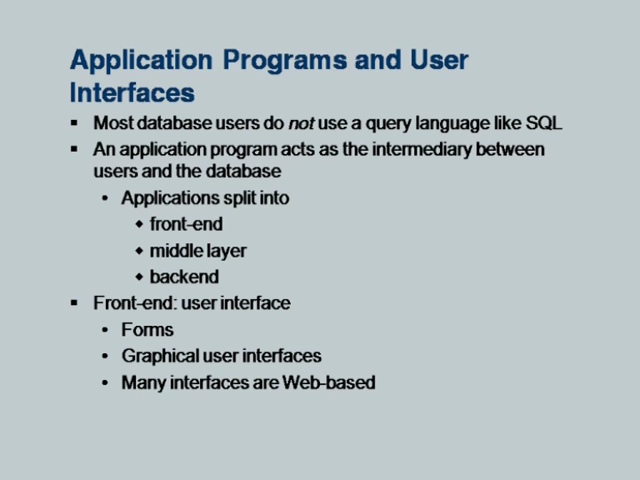 Application Programs and User
Interfaces
▪ Most database users do not use a query language like SQL
▪ An application program acts as the intermediary between
users and the database
• Applications split into
◆ front-end
◆ middle layer
◆ backend
▪ Front-end: user interface
• Forms
• Graphical user interfaces
• Many interfaces are Web-based